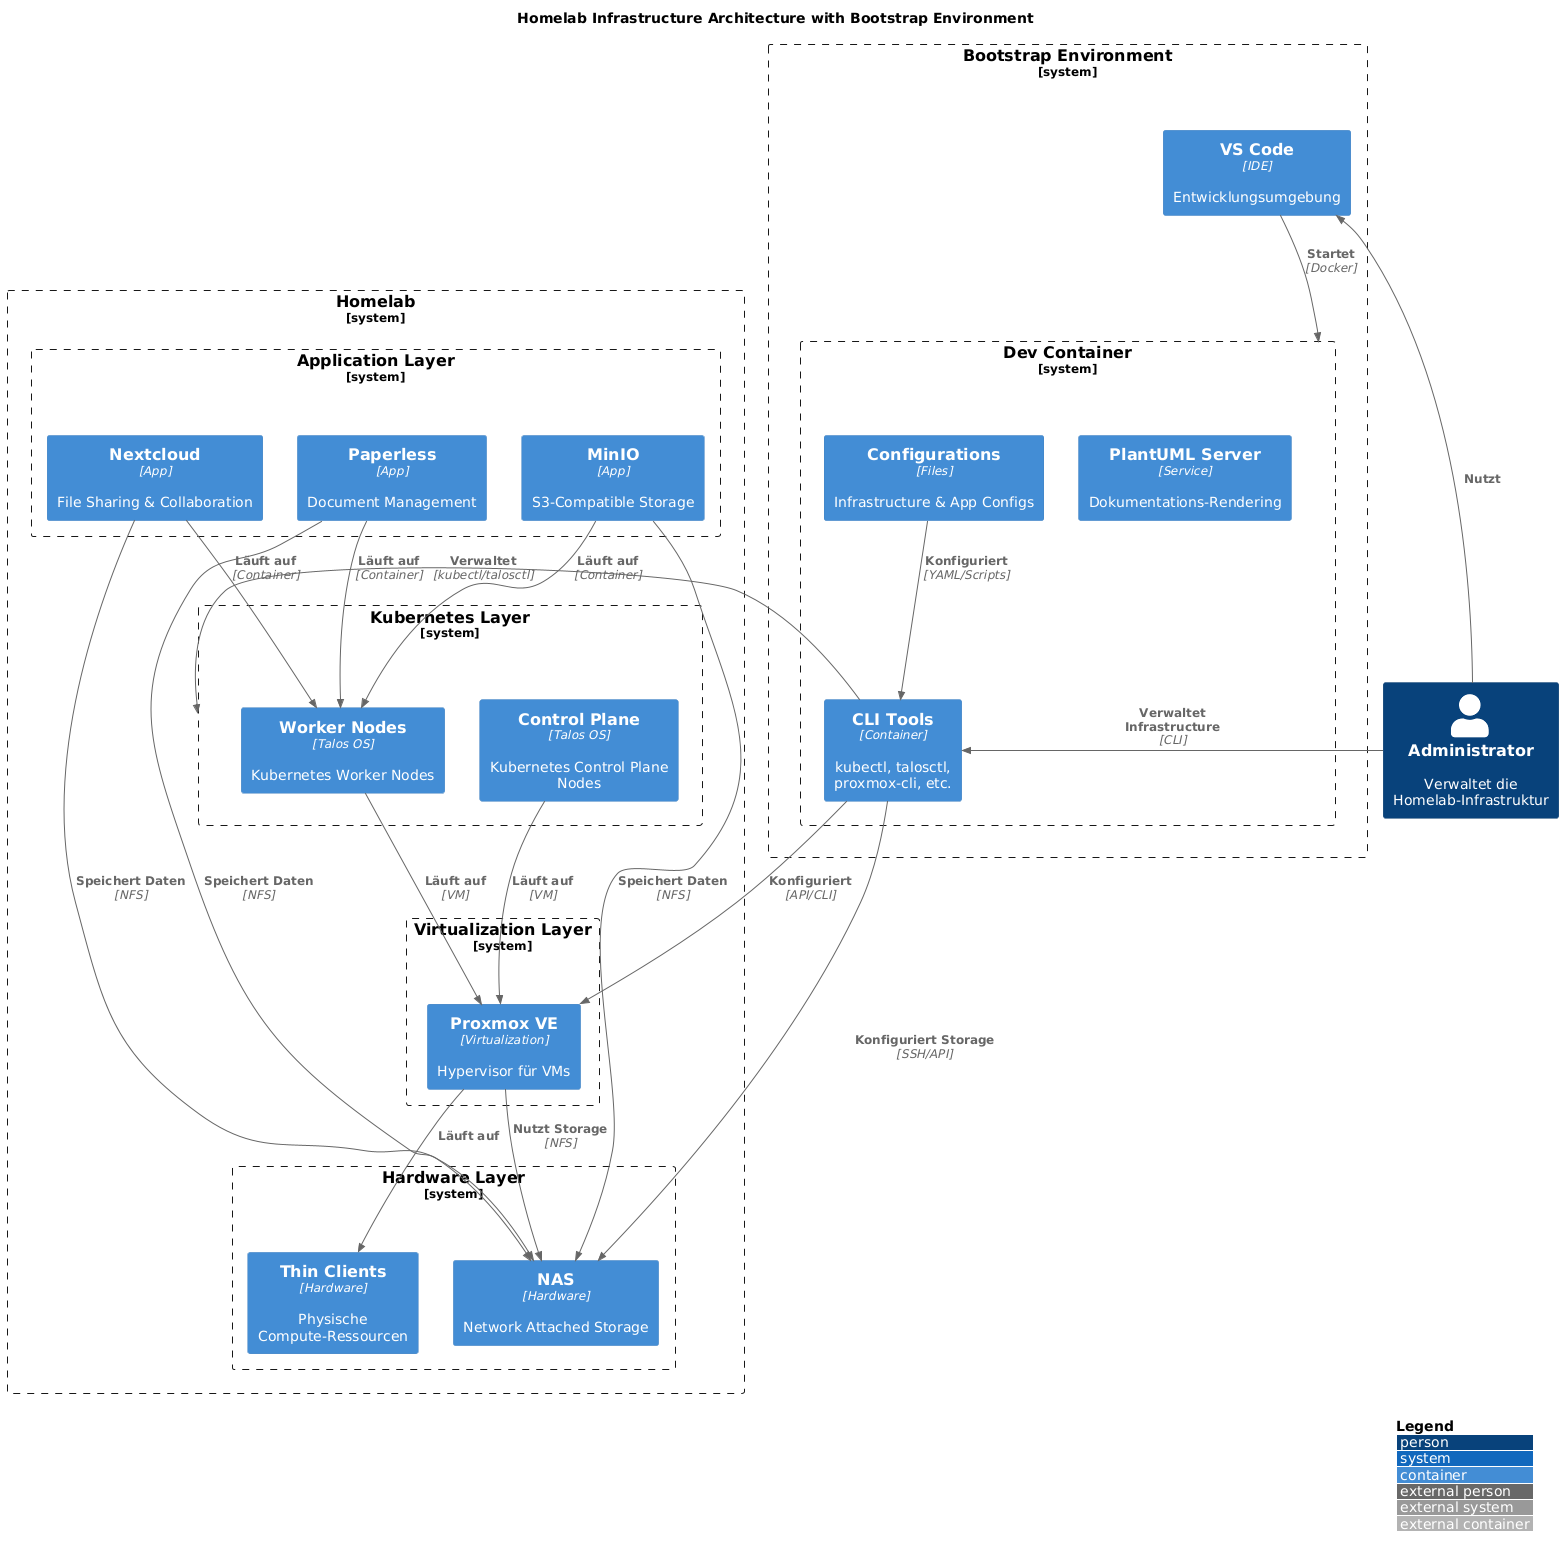 Homelab Infrastructure Architecture with Bootstrap Environment
Bootstrap Environment
[system]
VS Code
[IDE]
Entwicklungsumgebung
Startet
[Docker]
Nutzt
Dev Container
[system]
Configurations
[Files]
Infrastructure & App Configs
PlantUML Server
[Service]
Dokumentations-Rendering
Konfiguriert
[YAML/Scripts]
CLI Tools
[Container]
kubectl, talosctl,
proxmox-cli, etc.
Verwaltet
Infrastructure
[CLI]
Administrator
Verwaltet die
Homelab-Infrastruktur
Homelab
[system]
Application Layer
[system]
Nextcloud
[App]
File Sharing & Collaboration
Paperless
[App]
Document Management
MinIO
[App]
S3-Compatible Storage
Läuft auf
[Container]
Läuft auf
[Container]
Verwaltet
[kubectl/talosctl]
Läuft auf
[Container]
Kubernetes Layer
[system]
Worker Nodes
[Talos OS]
Kubernetes Worker Nodes
Control Plane
[Talos OS]
Kubernetes Control Plane
Nodes
Speichert Daten
[NFS]
Speichert Daten
[NFS]
Läuft auf
[VM]
Läuft auf
[VM]
Speichert Daten
[NFS]
Konfiguriert
[API/CLI]
Virtualization Layer
[system]
Proxmox VE
[Virtualization]
Hypervisor für VMs
Konfiguriert Storage
[SSH/API]
Läuft auf
Nutzt Storage
[NFS]
Hardware Layer
[system]
Thin Clients
[Hardware]
Physische
Compute-Ressourcen
NAS
[Hardware]
Network Attached Storage
Legend
person
system
container
external person
external system
external container